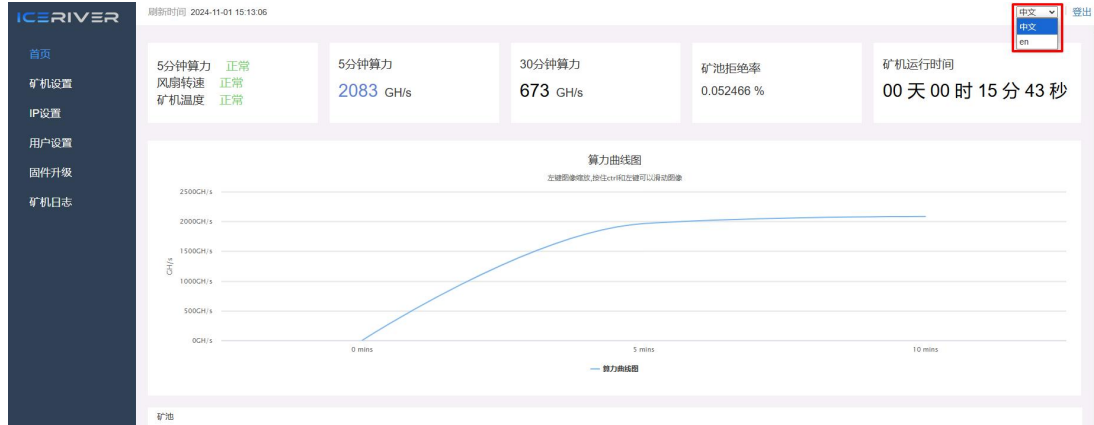 ICERIVER
刷新时间 2024-11-01 15:13:06
中文
登出
中文
en
首页
矿机设置
IP设置
用户设置
固件升级
矿机日志
5分钟算力 正常
风扇转速 正常
矿机温度 正常
5分钟算力
2083 GH/s
30分钟算力
673 GH/s
矿池拒绝率
0.052466 %
矿机运行时间
00 天 00 时 15 分 43 秒
算力曲线图
左键图像缩放,按住ctrl和左键可以滑动图像
2500GH/s
2000GH/s
1500GH/s
1000GH/s
500GH/s
0GH/s
GH/s
0 mins
5 mins
10 mins
算力曲线图
矿池